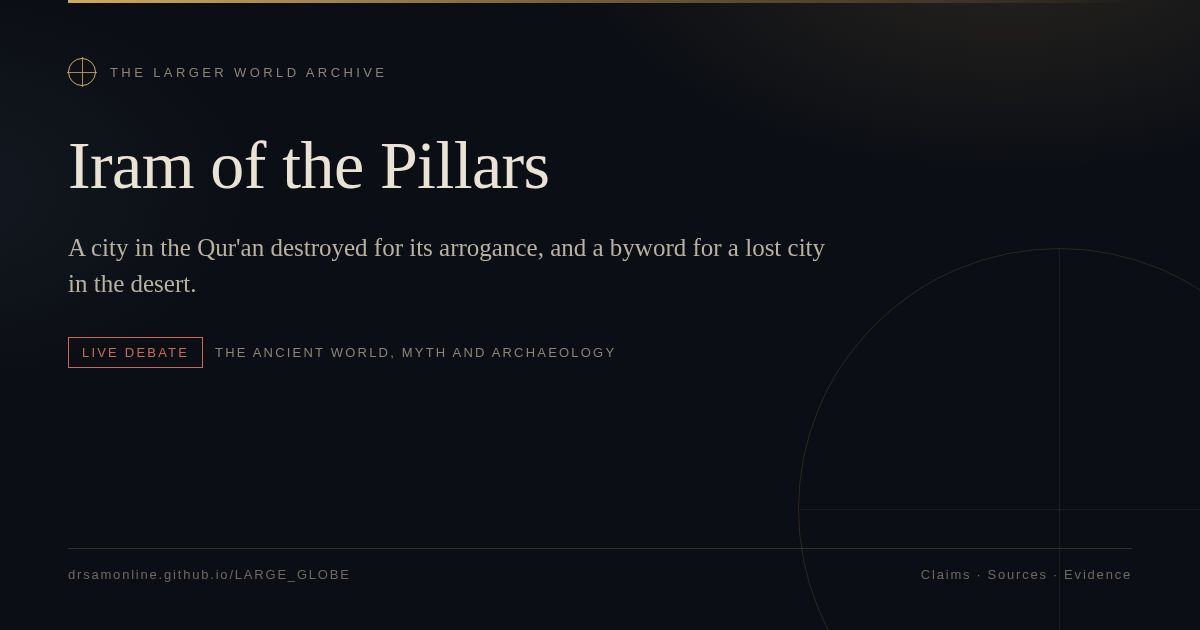 THE LARGER WORLD ARCHIVE
Iram of the Pillars
A city in the Qur'an destroyed for its arrogance, and a byword for a lost city
in the desert.
LIVE DEBATE
THE ANCIENT WORLD, MYTH AND ARCHAEOLOGY
drsamonline.github.io/LARGE_GLOBE
Claims · Sources · Evidence